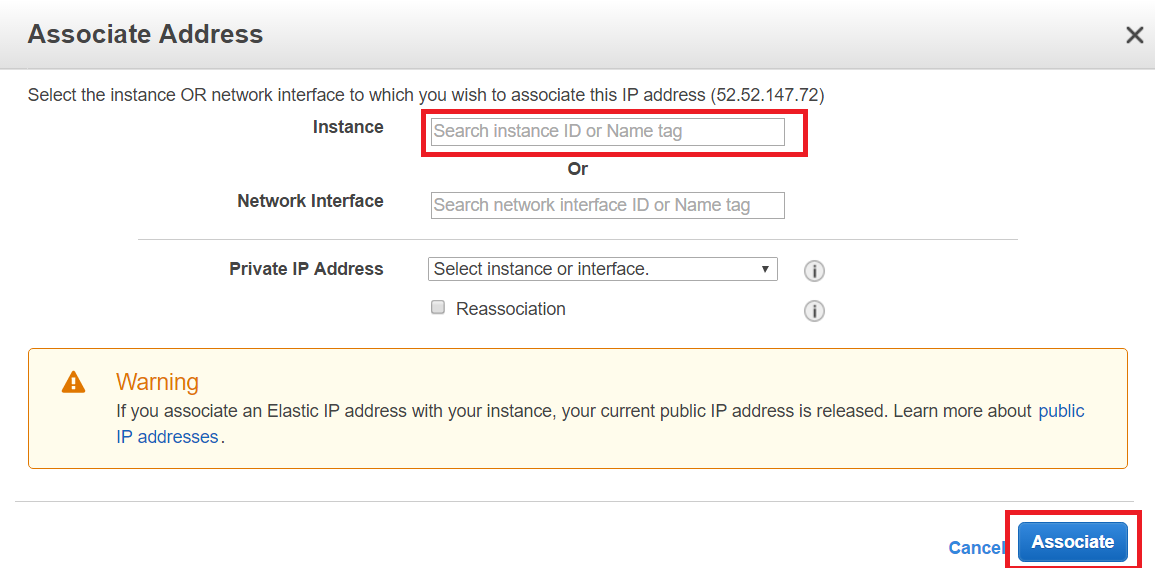 Associate Address
Select the instance OR network interface to which you wish to associate this IP address (52.52.147.72)
Instance
Search instance ID or Name tag
Or
Network Interface
Search network interface ID or Name tag
Private IP Address
Select instance or interface.
Reassociation
Warning
If you associate an Elastic IP address with your instance, your current public IP address is released. Learn more about public
IP addresses.
Cancel
Associate